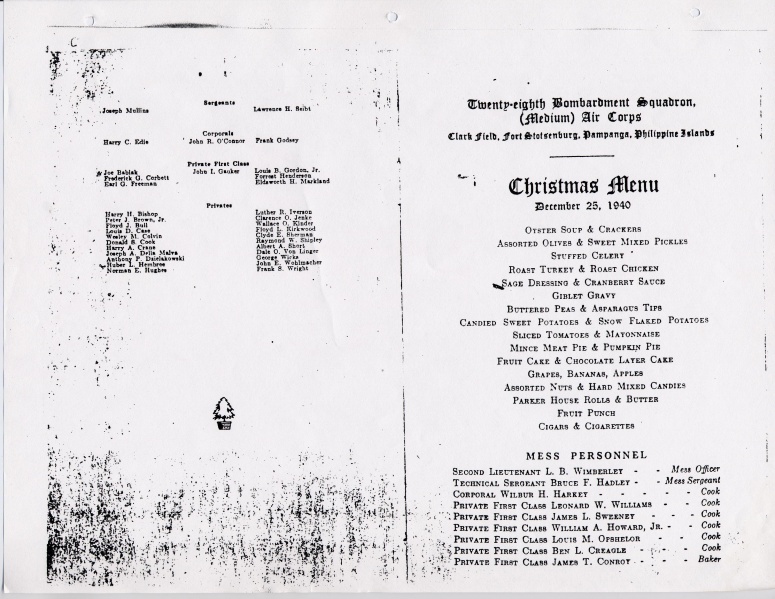 Sergeants
Joseph Mullins Lawrence H. Seibt
Corporals
Harry C. Edie John R. O'Connor Frank Godsey
Private First Class
Joe Babiak John I. Gauker Louis B. Gordon, Jr.
Frederick G. Corbett Forrest Henderson
Earl G. Freeman Eldsworth H. Markland
Privates
Harry H. Bishop Luther R. Iverson
Peter J. Brown, Jr. Clarence O. Jenke
Floyd J. Bull Wallace O. Kinder
Louis D. Case Floyd L. Kirkwood
Wesley M. Colvin Clyde E. Sherman
Donald S. Cook Raymond W. Shipley
Harry A. Crane Albert A. Short
Joseph A. Della Malva Dale O. Von Linger
Anthony P. Dzielakowski George Wirks
Huber L. Hembree John E. Wohlmacher
Norman E. Hughes Frank S. Wright
Twenty-eighth Bombardment Squadron,
(Medium) Air Corps
Clark Field, Fort Stotsenburg, Pampanga, Philippine Islands
Christmas Menu
December 25, 1940
Oyster Soup & Crackers
Assorted Olives & Sweet Mixed Pickles
Stuffed Celery
Roast Turkey & Roast Chicken
Sage Dressing & Cranberry Sauce
Giblet Gravy
Buttered Peas & Asparagus Tips
Candied Sweet Potatoes & Snow Flaked Potatoes
Sliced Tomatoes & Mayonnaise
Mince Meat Pie & Pumpkin Pie
Fruit Cake & Chocolate Layer Cake
Grapes, Bananas, Apples
Assorted Nuts & Hard Mixed Candies
Parker House Rolls & Butter
Fruit Punch
Cigars & Cigarettes
MESS PERSONNEL
Second Lieutenant L. B. Wimberley - - Mess Officer
Technical Sergeant Bruce F. Hadley - - Mess Sergeant
Corporal Wilbur H. Harkey - - - - Cook
Private First Class Leonard W. Williams - - Cook
Private First Class James L. Sweeney - - - Cook
Private First Class William A. Howard, Jr. - - Cook
Private First Class Louis M. Opshelor - - Cook
Private First Class Ben L. Creagle - - - Cook
Private First Class James T. Conroy - - - Baker